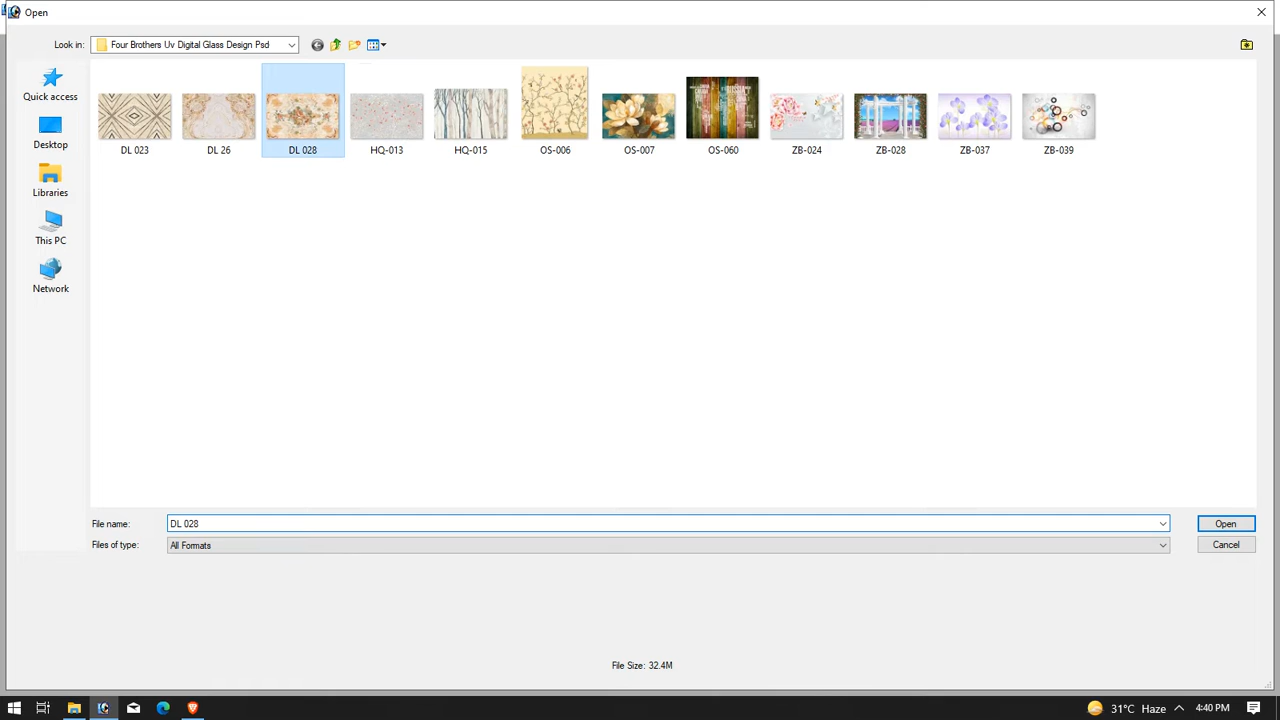 Open
Look in:
Four Brothers Uv Digital Glass Design Psd
Quick access
Desktop
Libraries
This PC
Network
DL 023
DL 26
DL 028
HQ-013
HQ-015
OS-006
OS-007
OS-060
ZB-024
ZB-028
ZB-037
ZB-039
File name:
DL 028
Open
Files of type:
All Formats
Cancel
File Size: 32.4M
31°C Haze
4:40 PM